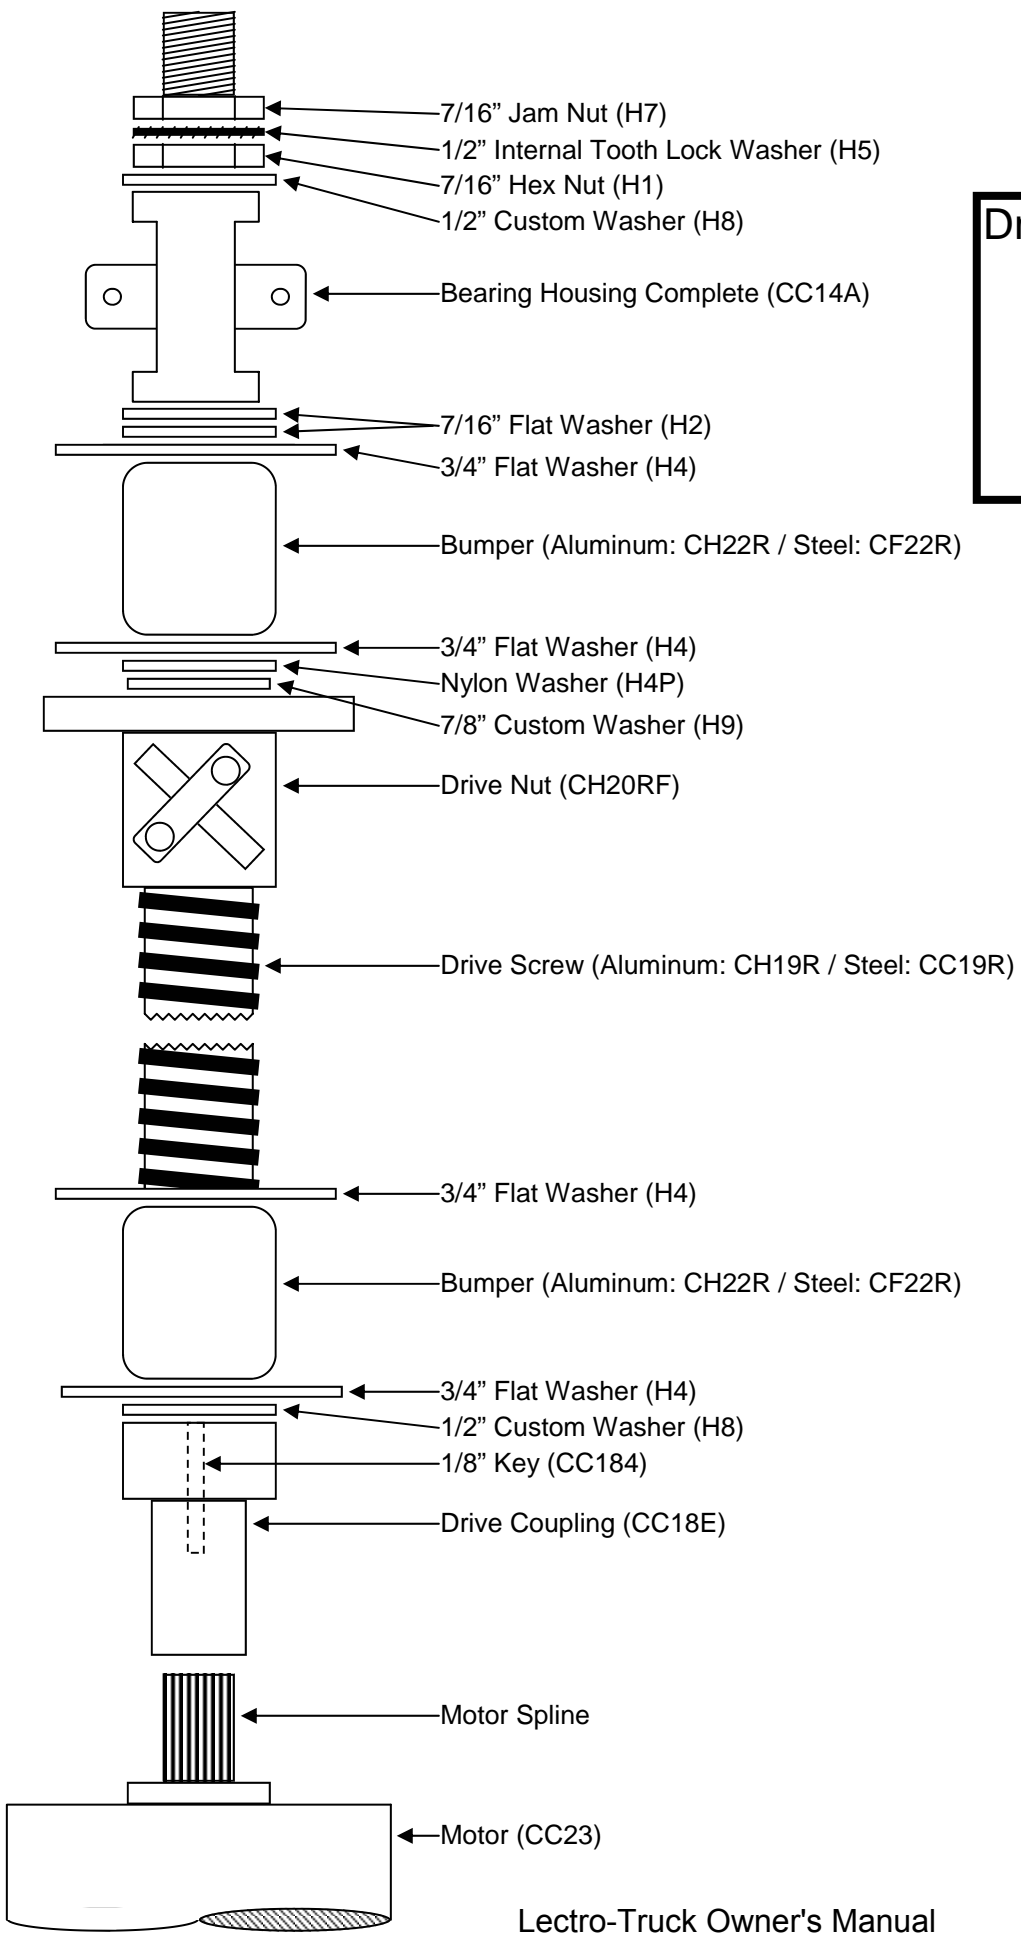 7/16” Jam Nut (H7)
1/2” Internal Tooth Lock Washer (H5)
7/16” Hex Nut (H1)
1/2” Custom Washer (H8)
Bearing Housing Complete (CC14A)
7/16” Flat Washer (H2)
3/4” Flat Washer (H4)
Bumper (Aluminum: CH22R / Steel: CF22R)
3/4” Flat Washer (H4)
Nylon Washer (H4P)
7/8” Custom Washer (H9)
Drive Nut (CH20RF)
Drive Screw (Aluminum: CH19R / Steel: CC19R)
3/4” Flat Washer (H4)
Bumper (Aluminum: CH22R / Steel: CF22R)
3/4” Flat Washer (H4)
1/2” Custom Washer (H8)
1/8” Key (CC184)
Drive Coupling (CC18E)
Motor Spline
Motor (CC23)
Lectro-Truck Owner's Manual